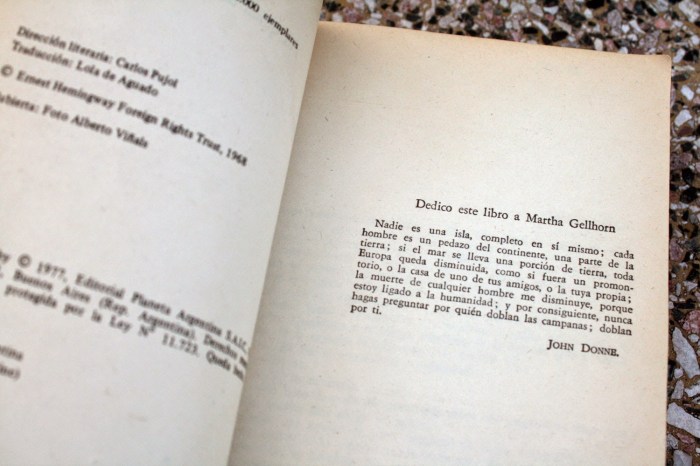 .000 ejemplares
Dirección literaria: Carlos Pujol
Traducción: Lola de Aguado
© Ernest Hemingway Foreign Rights Trust, 1968
ubierta: Foto Alberto Viñals
by © 1977, Editorial Planeta Argentina SAIC,
Buenos Aires (Rep. Argentina). Derechos
protegida por la Ley Nº 11.723. Queda
Dedico este libro a Martha Gellhorn
Nadie es una isla, completo en sí mismo; cada
hombre es un pedazo del continente, una parte de la
tierra; si el mar se lleva una porción de tierra, toda
Europa queda disminuida, como si fuera un promon-
torio, o la casa de uno de tus amigos, o la tuya propia;
la muerte de cualquier hombre me disminuye, porque
estoy ligado a la humanidad; y por consiguiente, nunca
hagas preguntar por quién doblan las campanas; doblan
por ti.
JOHN DONNE.